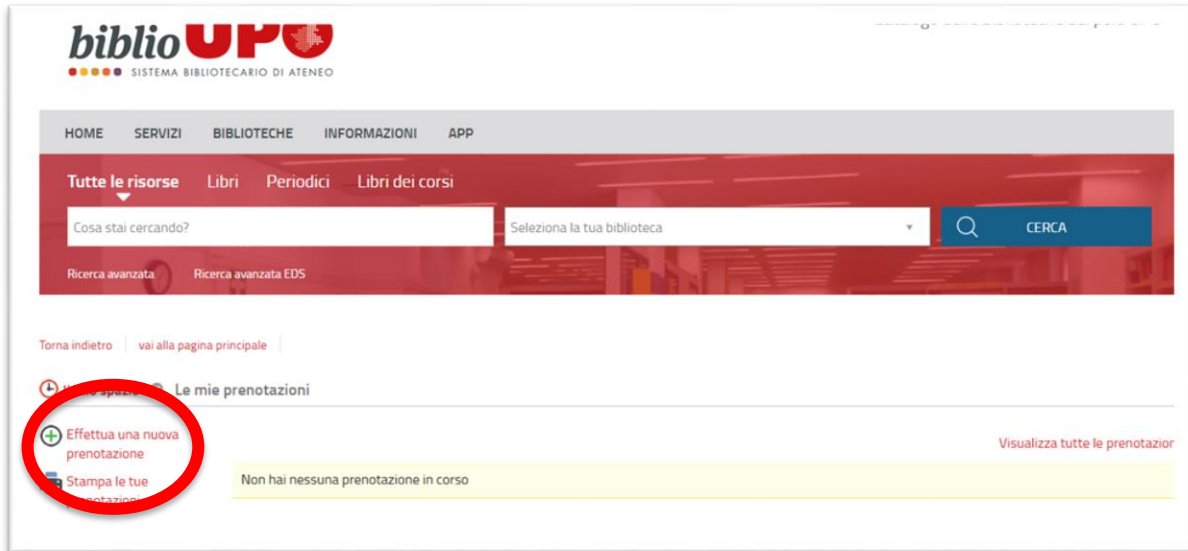 biblio UPO
SISTEMA BIBLIOTECARIO DI ATENEO
HOME SERVIZI BIBLIOTECHE INFORMAZIONI APP
Tutte le risorse Libri Periodici Libri dei corsi
Cosa stai cercando? Seleziona la tua biblioteca CERCA
Ricerca avanzata Ricerca avanzata EDS
Torna indietro vai alla pagina principale
Le mie prenotazioni
Effettua una nuova
prenotazione
Visualizza tutte le prenotazior
Stampa le tue
Non hai nessuna prenotazione in corso